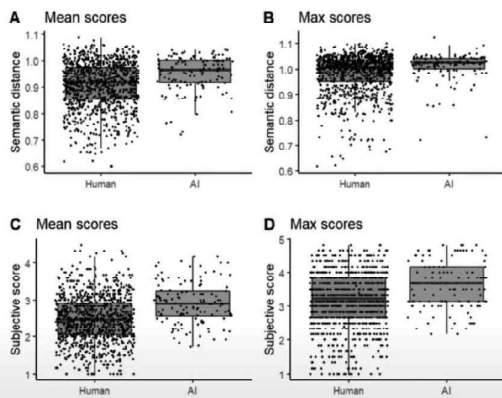 A Mean scores
1.1
1.0
0.9
0.8
0.7
0.6
Semantic distance
Human AI
B Max scores
1.1
1.0
0.9
0.8
0.7
0.6
Semantic distance
Human AI
C Mean scores
5
4
3
2
1
Subjective score
Human AI
D Max scores
5
4
3
2
1
Subjective score
Human AI